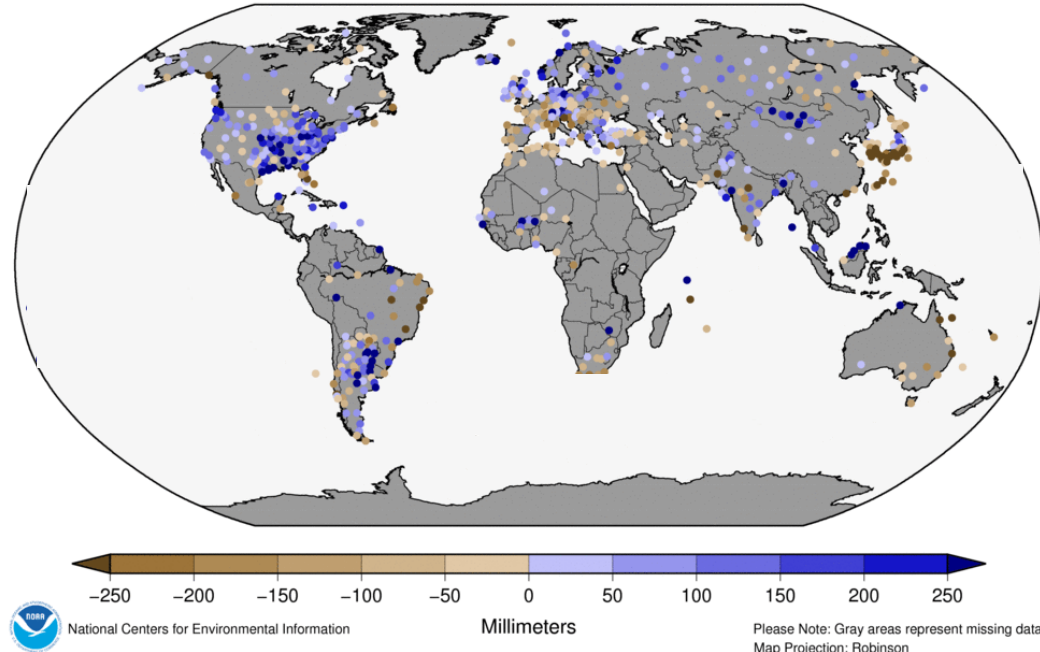 −250 −200 −150 −100 −50 0 50 100 150 200 250
NOAA
National Centers for Environmental Information
Millimeters
Please Note: Gray areas represent missing data
Map Projection: Robinson